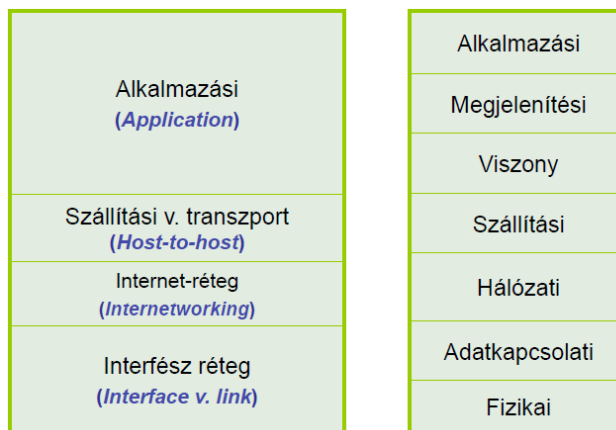 Alkalmazási
(Application)
Szállítási v. transzport
(Host-to-host)
Internet-réteg
(Internetworking)
Interfész réteg
(Interface v. link)
Alkalmazási
Megjelenítési
Viszony
Szállítási
Hálózati
Adatkapcsolati
Fizikai